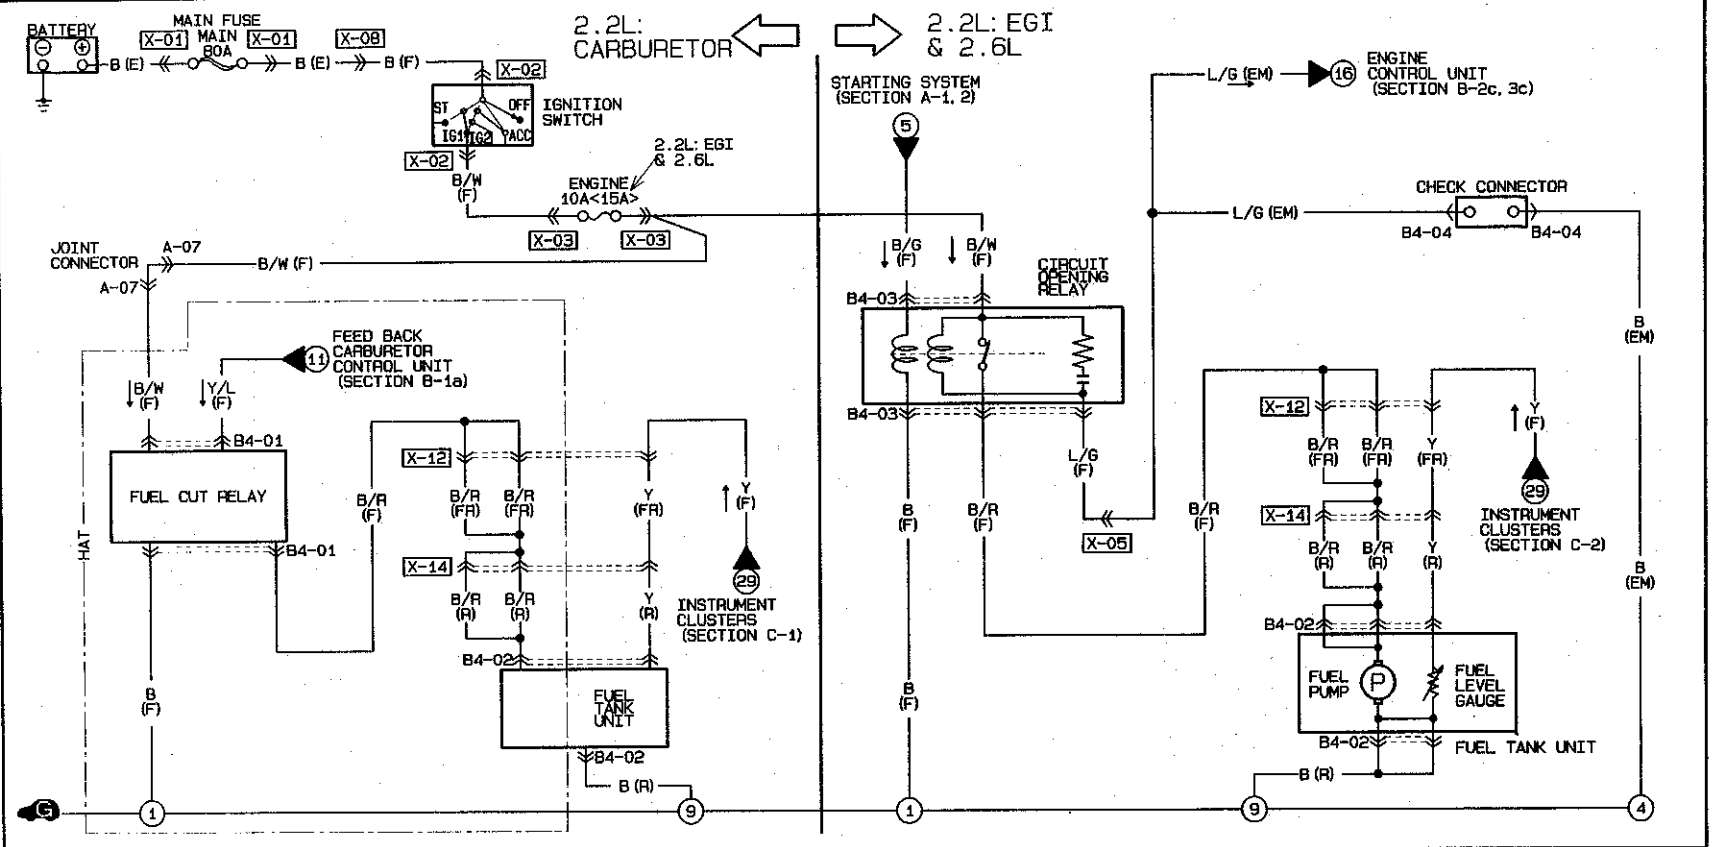 BATTERY
MAIN FUSE
X-01 MAIN X-01
80A
X-08
B (E)
B (E)
B (F)
X-02
2.2L:
CARBURETOR
2.2L: EGI
& 2.6L
ST
OFF
IG1
IG2
ACC
IGNITION
SWITCH
X-02
B/W
(F)
2.2L: EGI
& 2.6L
ENGINE
10A<15A>
X-03
X-03
JOINT
CONNECTOR
A-07
A-07
B/W (F)
FEED BACK
CARBURETOR
CONTROL UNIT
(SECTION B-1a)
11
B/W
(F)
Y/L
(F)
B4-01
FUEL CUT RELAY
B4-01
HAT
B
(F)
B/R
(F)
X-12
B/R
(FR)
B/R
(FR)
Y
(FR)
Y
(F)
X-14
B/R
(R)
B/R
(R)
Y
(R)
29
INSTRUMENT
CLUSTERS
(SECTION C-1)
B4-02
FUEL
TANK
UNIT
B4-02
B (R)
G
1
9
STARTING SYSTEM
(SECTION A-1, 2)
5
L/G (EM)
16
ENGINE
CONTROL UNIT
(SECTION B-2c, 3c)
CHECK CONNECTOR
L/G (EM)
B4-04
B4-04
B/G
(F)
B/W
(F)
CIRCUIT
OPENING
RELAY
B4-03
B4-03
L/G
(F)
X-05
B
(F)
B/R
(F)
B
(F)
B/R
(F)
X-12
B/R
(FR)
B/R
(FR)
Y
(FR)
Y
(F)
29
INSTRUMENT
CLUSTERS
(SECTION C-2)
X-14
B/R
(R)
B/R
(R)
Y
(R)
B4-02
FUEL
PUMP
P
FUEL
LEVEL
GAUGE
B4-02
FUEL TANK UNIT
B (R)
B
(EM)
B
(EM)
1
9
4